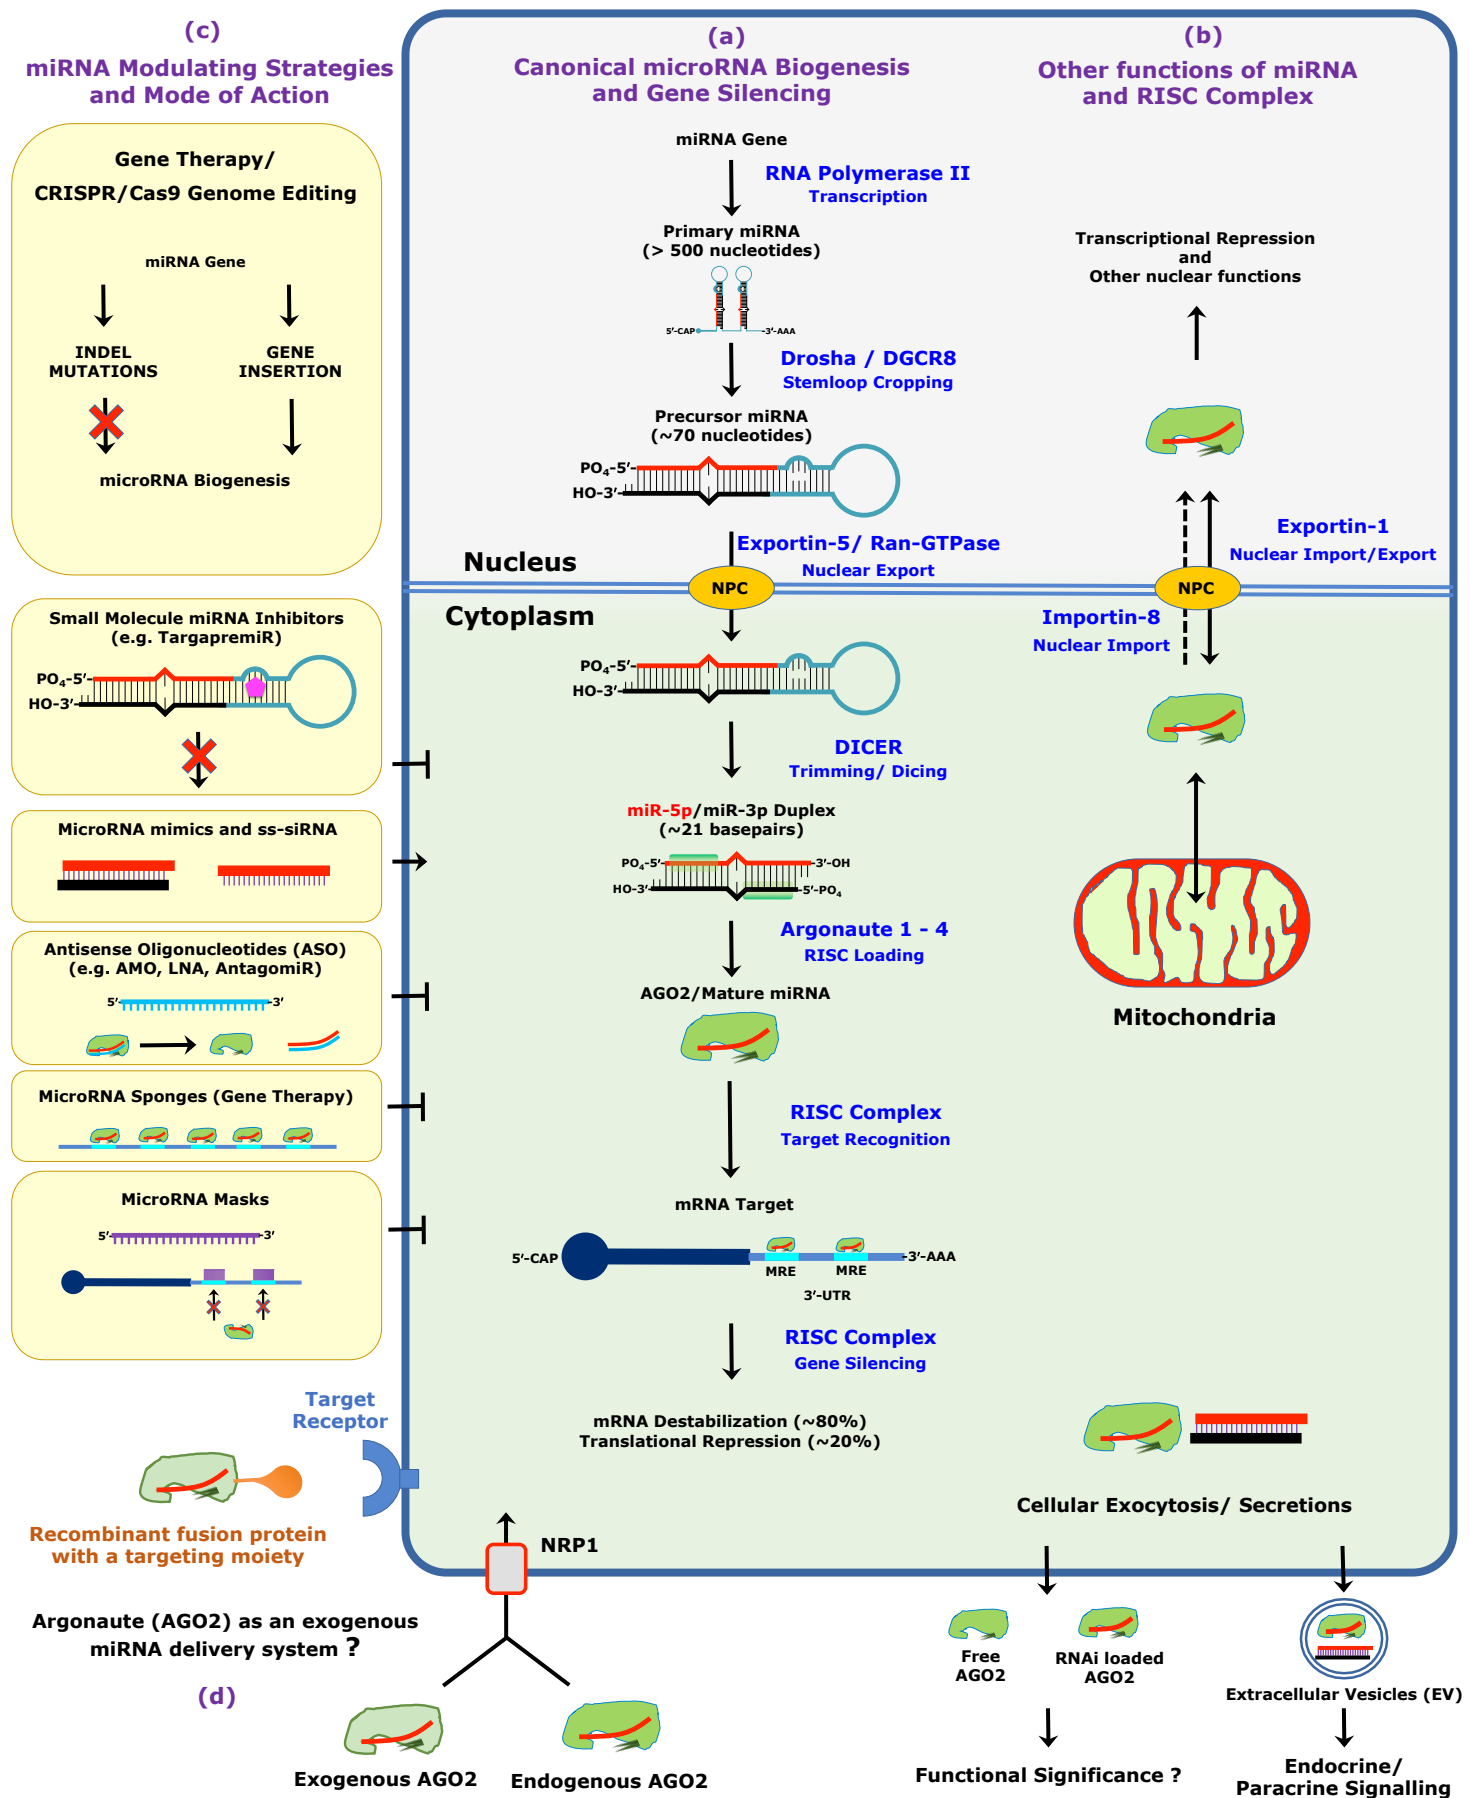 (c)
miRNA Modulating Strategies
and Mode of Action
Gene Therapy/
CRISPR/Cas9 Genome Editing
miRNA Gene
INDEL
MUTATIONS
GENE
INSERTION
microRNA Biogenesis
Small Molecule miRNA Inhibitors
(e.g. TargapremiR)
PO4-5′-
HO-3′-
MicroRNA mimics and ss-siRNA
Antisense Oligonucleotides (ASO)
(e.g. AMO, LNA, AntagomiR)
5′- -3′
MicroRNA Sponges (Gene Therapy)
MicroRNA Masks
5′- -3′
(a)
Canonical microRNA Biogenesis
and Gene Silencing
miRNA Gene
RNA Polymerase II
Transcription
Primary miRNA
(> 500 nucleotides)
5′-CAP -3′-AAA
Drosha / DGCR8
Stemloop Cropping
Precursor miRNA
(~70 nucleotides)
PO4-5′-
HO-3′-
Nucleus
Exportin-5/ Ran-GTPase
Nuclear Export
NPC
Cytoplasm
PO4-5′-
HO-3′-
DICER
Trimming/ Dicing
miR-5p/miR-3p Duplex
(~21 basepairs)
PO4-5′- -3′-OH
HO-3′- -5′-PO4
Argonaute 1 - 4
RISC Loading
AGO2/Mature miRNA
RISC Complex
Target Recognition
mRNA Target
5′-CAP -3′-AAA
MRE MRE
3′-UTR
RISC Complex
Gene Silencing
mRNA Destabilization (~80%)
Translational Repression (~20%)
(b)
Other functions of miRNA
and RISC Complex
Transcriptional Repression
and
Other nuclear functions
Exportin-1
Nuclear Import/Export
NPC
Importin-8
Nuclear Import
Mitochondria
Cellular Exocytosis/ Secretions
Free
AGO2
RNAi loaded
AGO2
Extracellular Vesicles (EV)
Functional Significance ?
Endocrine/
Paracrine Signalling
Target
Receptor
Recombinant fusion protein
with a targeting moiety
NRP1
Argonaute (AGO2) as an exogenous
miRNA delivery system ?
(d)
Exogenous AGO2
Endogenous AGO2